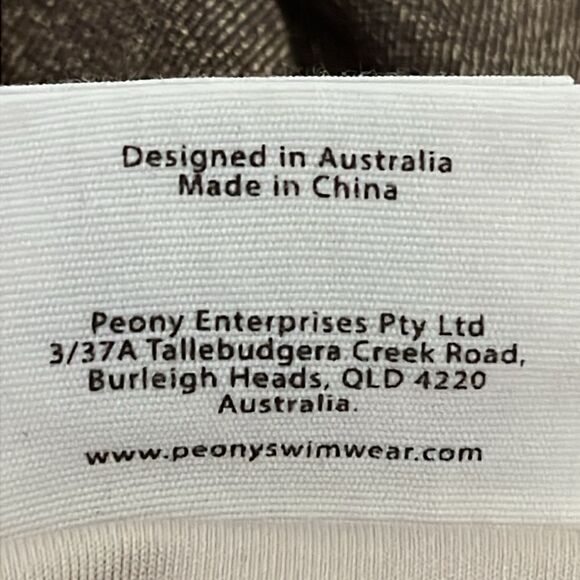 Designed in Australia
Made in China
Peony Enterprises Pty Ltd
3/37A Tallebudgera Creek Road,
Burleigh Heads, QLD 4220
Australia.
www.peonyswimwear.com